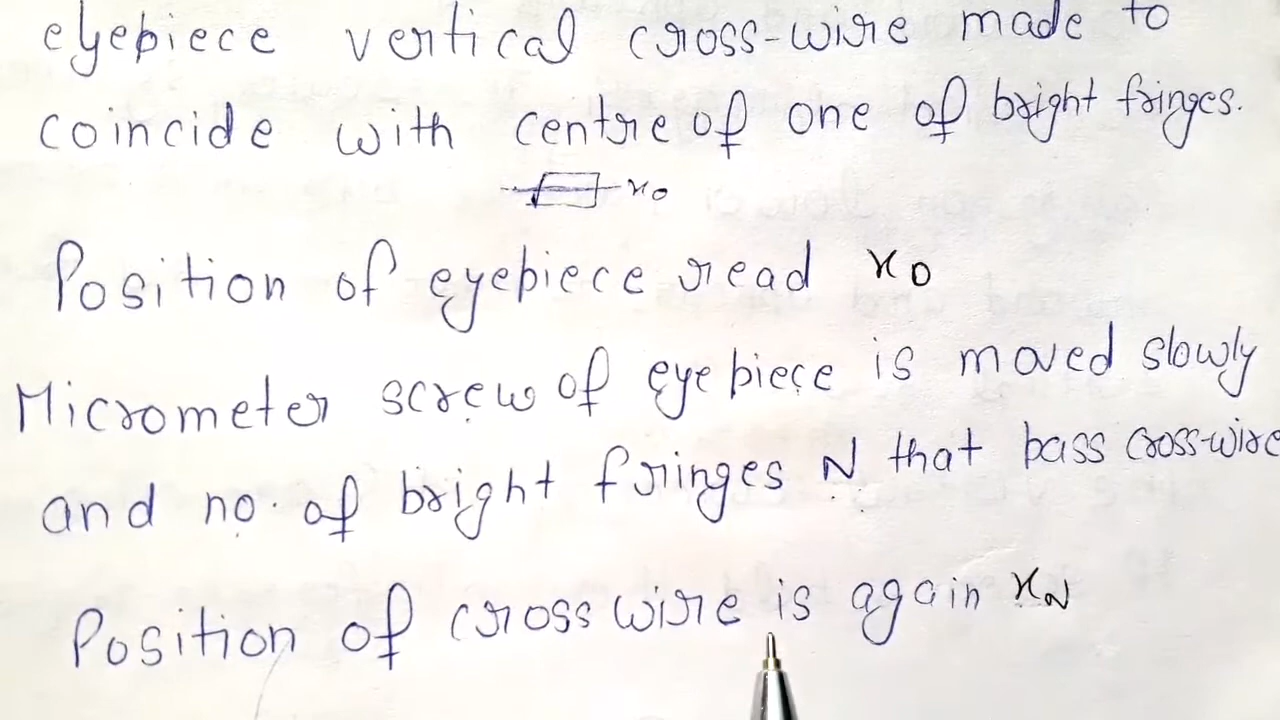 eyepiece vertical cross-wire made to
coincide with centre of one of bright fringes.
x0
Position of eyepiece read x0
Micrometer screw of eyepiece is moved slowly
and no. of bright fringes N that pass cross-wire
Position of cross wire is again xN